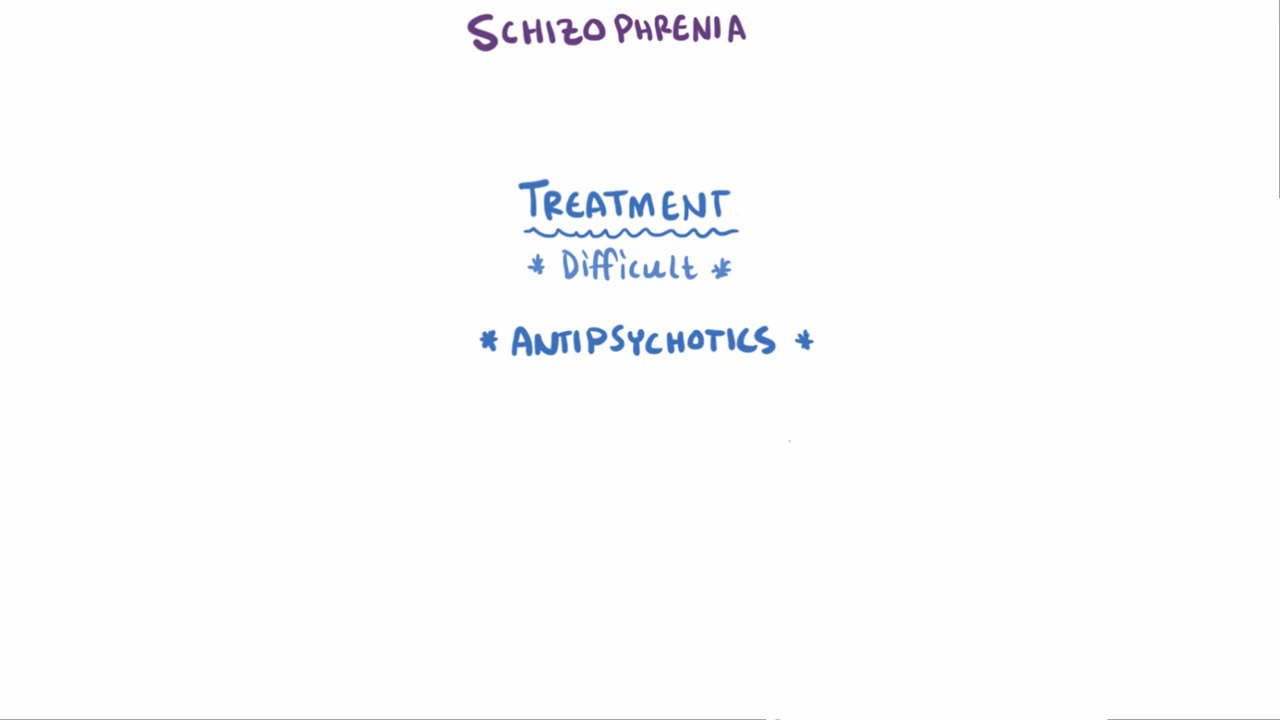 SCHIZOPHRENIA
TREATMENT
* Difficult *
* ANTIPSYCHOTICS *